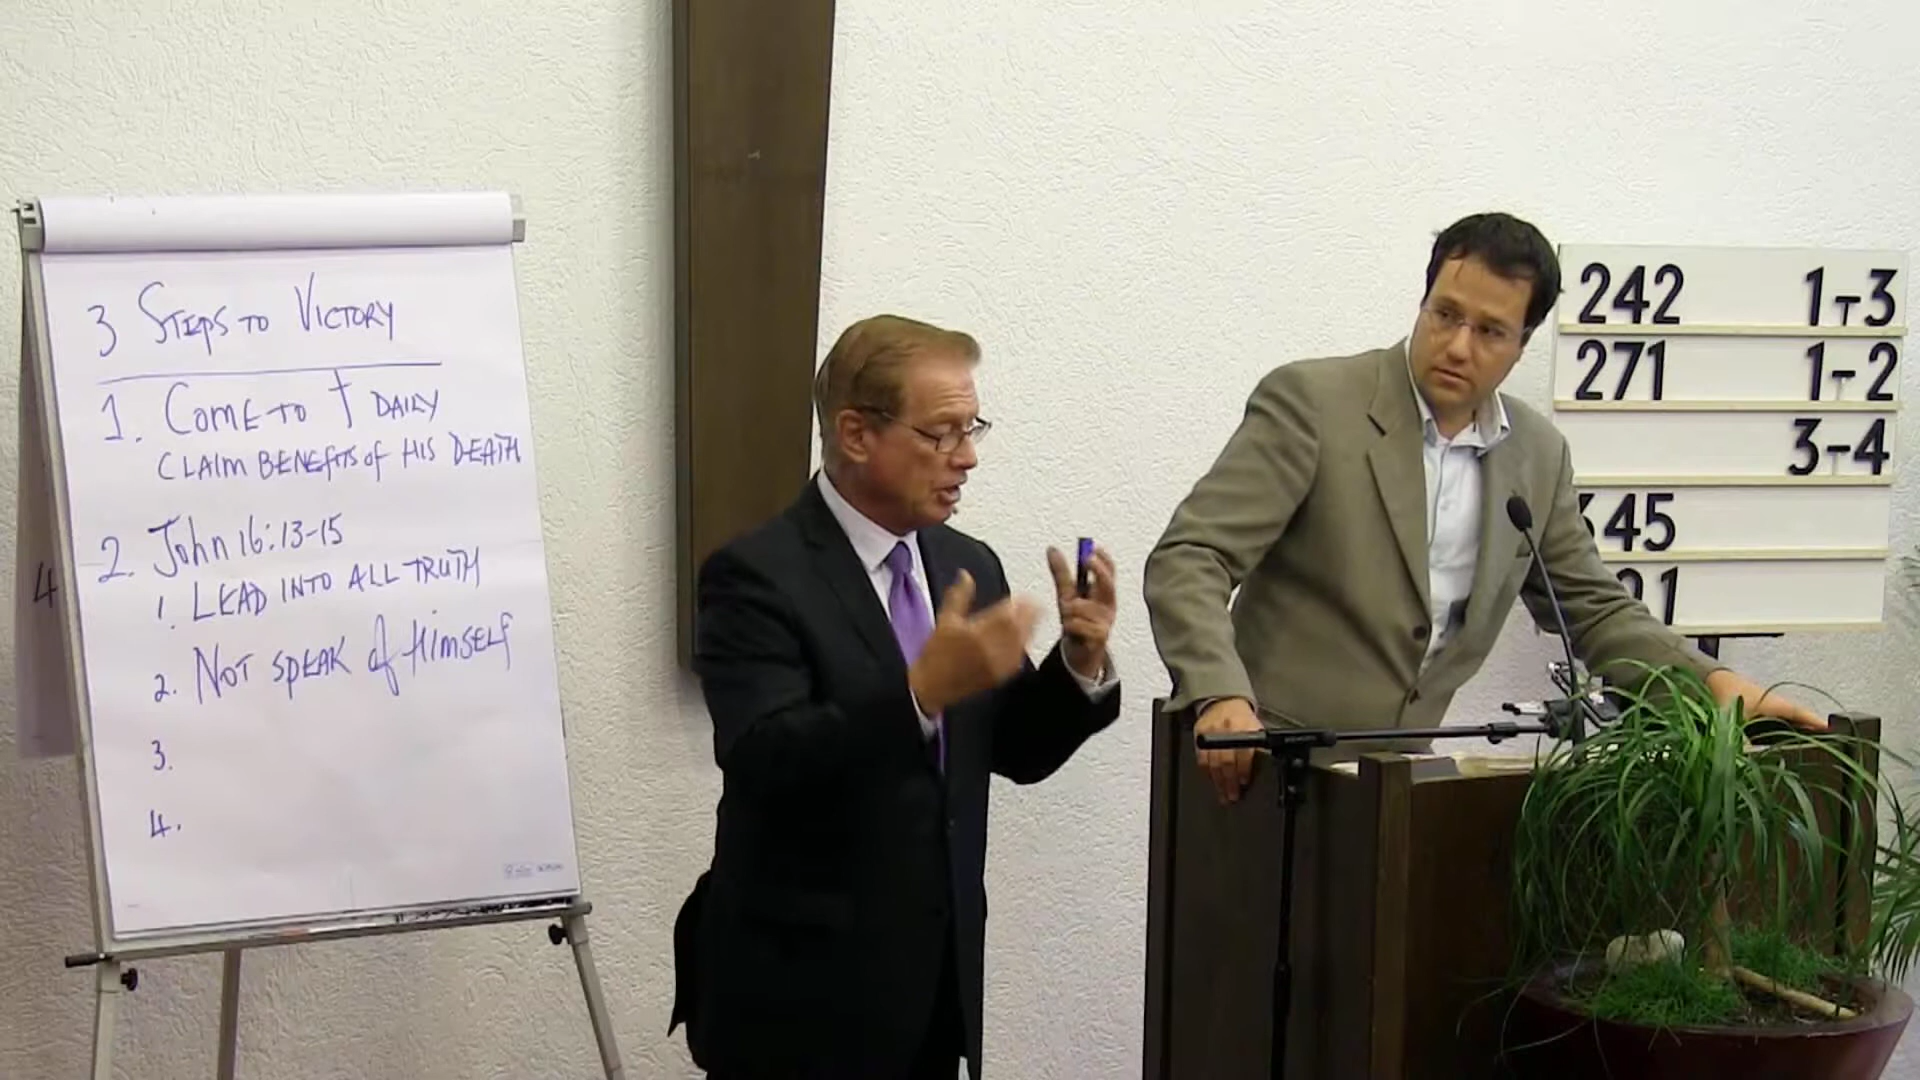 3 STEPS TO VICTORY
1. COME TO † DAILY
CLAIM BENEFITS of HIS DEATH
2. John 16:13-15
1. LEAD INTO ALL TRUTH
2. NOT SPEAK of HIMSELF
3.
4.
4
242 1-3
271 1-2
3-4
45
21